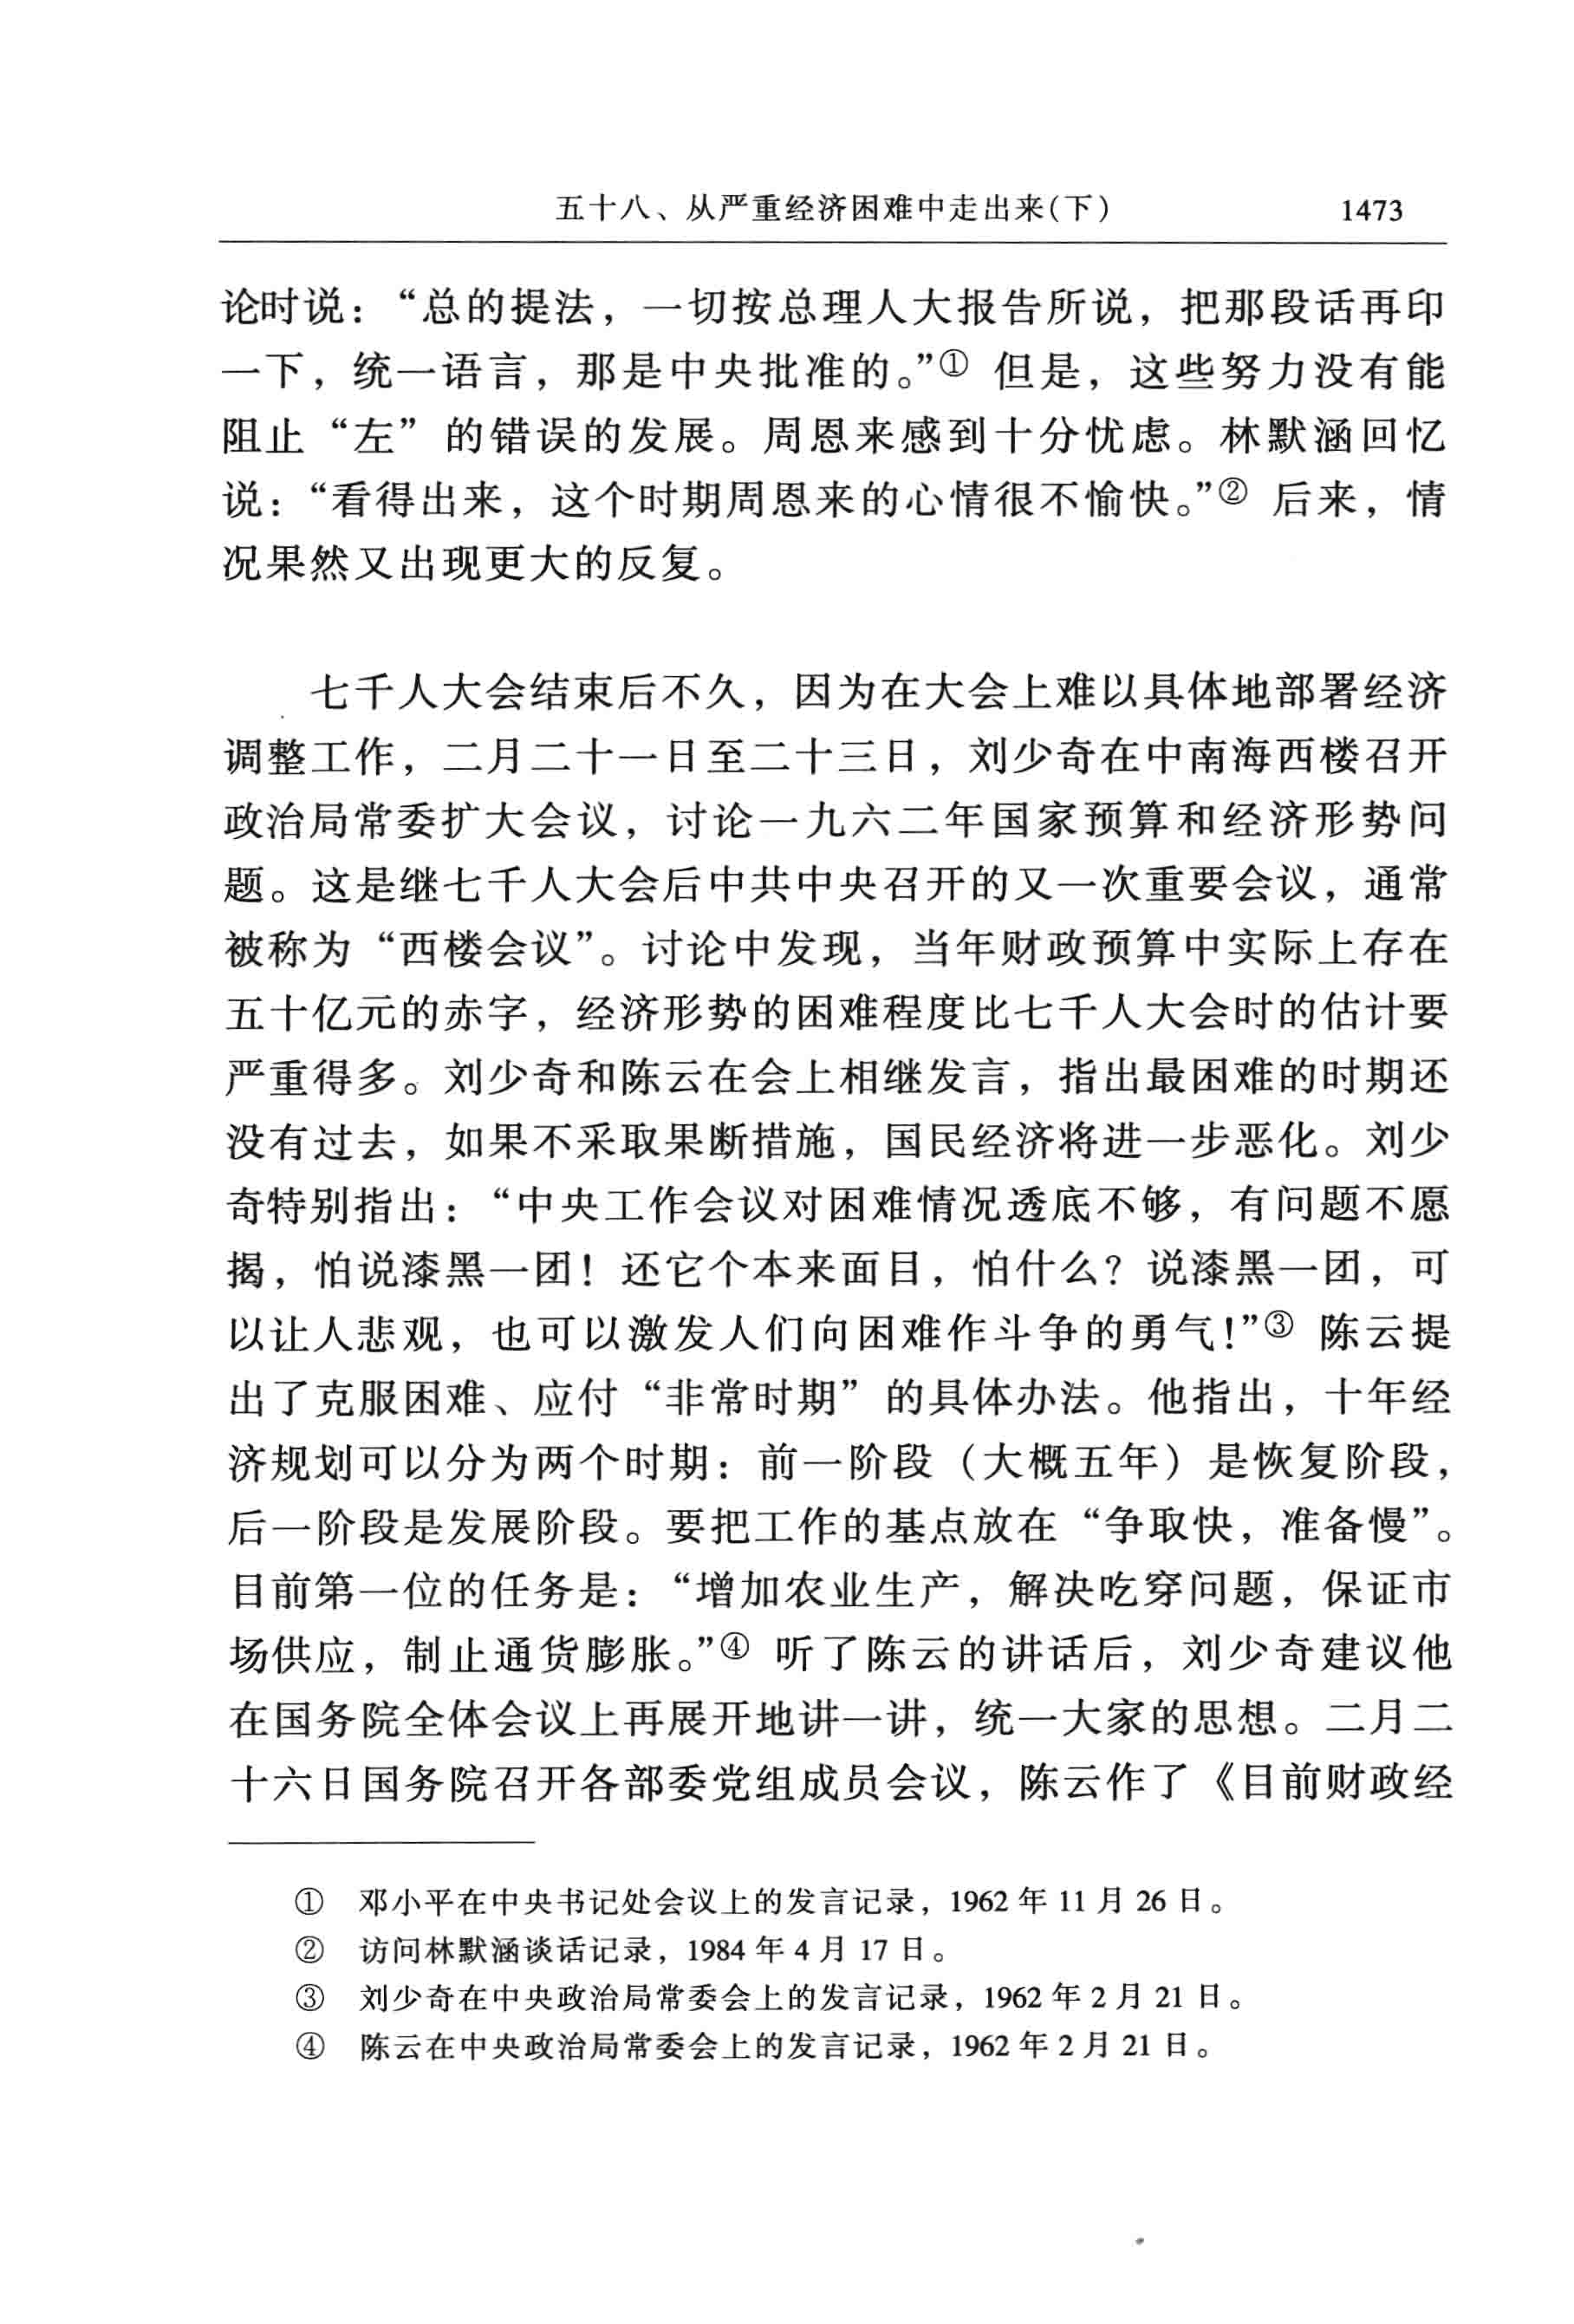 五十八、从严重经济困难中走出来(下) 1473
论时说：“总的提法，一切按总理人大报告所说，把那段话再印
一下，统一语言，那是中央批准的。”① 但是，这些努力没有能
阻止“左”的错误的发展。周恩来感到十分忧虑。林默涵回忆
说：“看得出来，这个时期周恩来的心情很不愉快。”② 后来，情
况果然又出现更大的反复。
七千人大会结束后不久，因为在大会上难以具体地部署经济
调整工作，二月二十一日至二十三日，刘少奇在中南海西楼召开
政治局常委扩大会议，讨论一九六二年国家预算和经济形势问
题。这是继七千人大会后中共中央召开的又一次重要会议，通常
被称为“西楼会议”。讨论中发现，当年财政预算中实际上存在
五十亿元的赤字，经济形势的困难程度比七千人大会时的估计要
严重得多。刘少奇和陈云在会上相继发言，指出最困难的时期还
没有过去，如果不采取果断措施，国民经济将进一步恶化。刘少
奇特别指出：“中央工作会议对困难情况透底不够，有问题不愿
揭，怕说漆黑一团！还它个本来面目，怕什么？说漆黑一团，可
以让人悲观，也可以激发人们向困难作斗争的勇气！”③ 陈云提
出了克服困难、应付“非常时期”的具体办法。他指出，十年经
济规划可以分为两个时期：前一阶段（大概五年）是恢复阶段，
后一阶段是发展阶段。要把工作的基点放在“争取快，准备慢”。
目前第一位的任务是：“增加农业生产，解决吃穿问题，保证市
场供应，制止通货膨胀。”④ 听了陈云的讲话后，刘少奇建议他
在国务院全体会议上再展开地讲一讲，统一大家的思想。二月二
十六日国务院召开各部委党组成员会议，陈云作了《目前财政经
① 邓小平在中央书记处会议上的发言记录，1962 年 11 月 26 日。
② 访问林默涵谈话记录，1984 年 4 月 17 日。
③ 刘少奇在中央政治局常委会上的发言记录，1962 年 2 月 21 日。
④ 陈云在中央政治局常委会上的发言记录，1962 年 2 月 21 日。